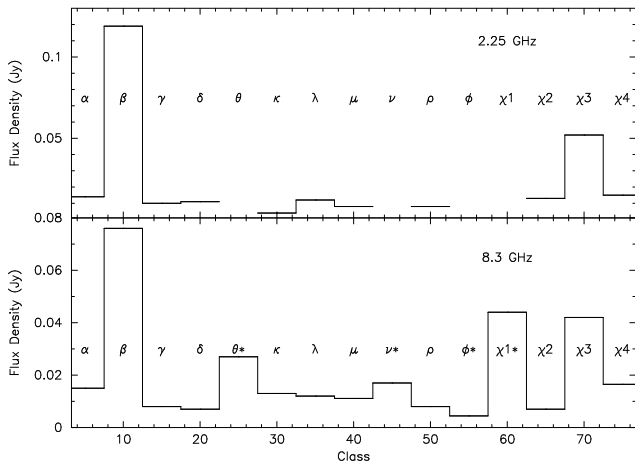 2.25 GHz
0.1
0.05
Flux Density (Jy)
α β γ δ θ κ λ μ ν ρ φ χ1 χ2 χ3 χ4
8.3 GHz
0.08
0.06
0.04
0.02
0
Flux Density (Jy)
α β γ δ θ* κ λ μ ν* ρ φ* χ1* χ2 χ3 χ4
10 20 30 40 50 60 70
Class